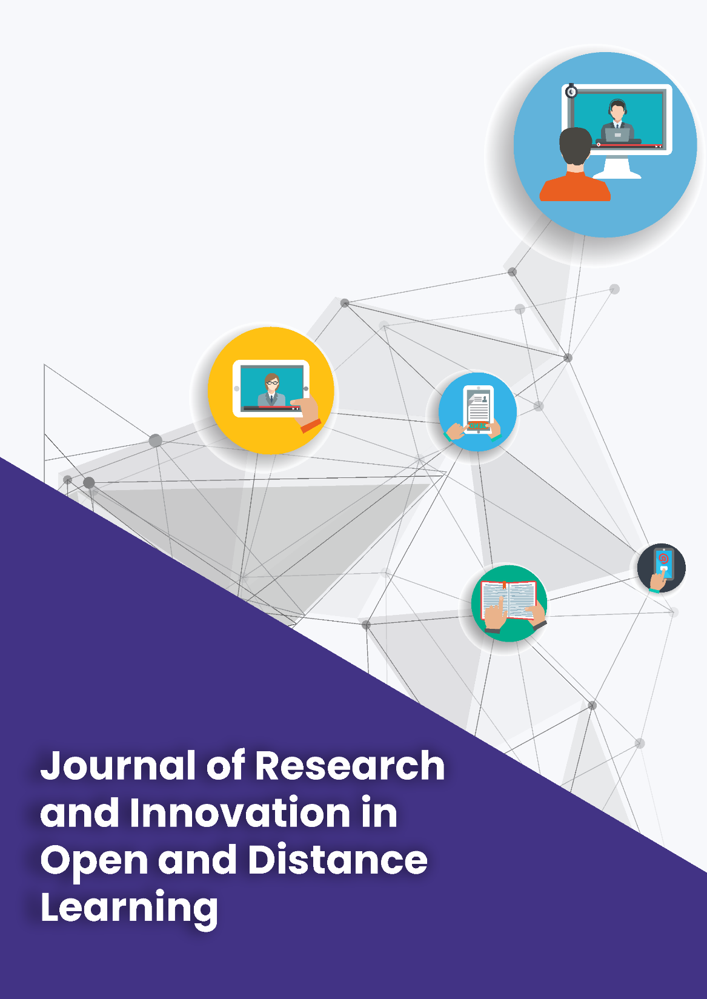 Journal of Research
and Innovation in
Open and Distance
Learning